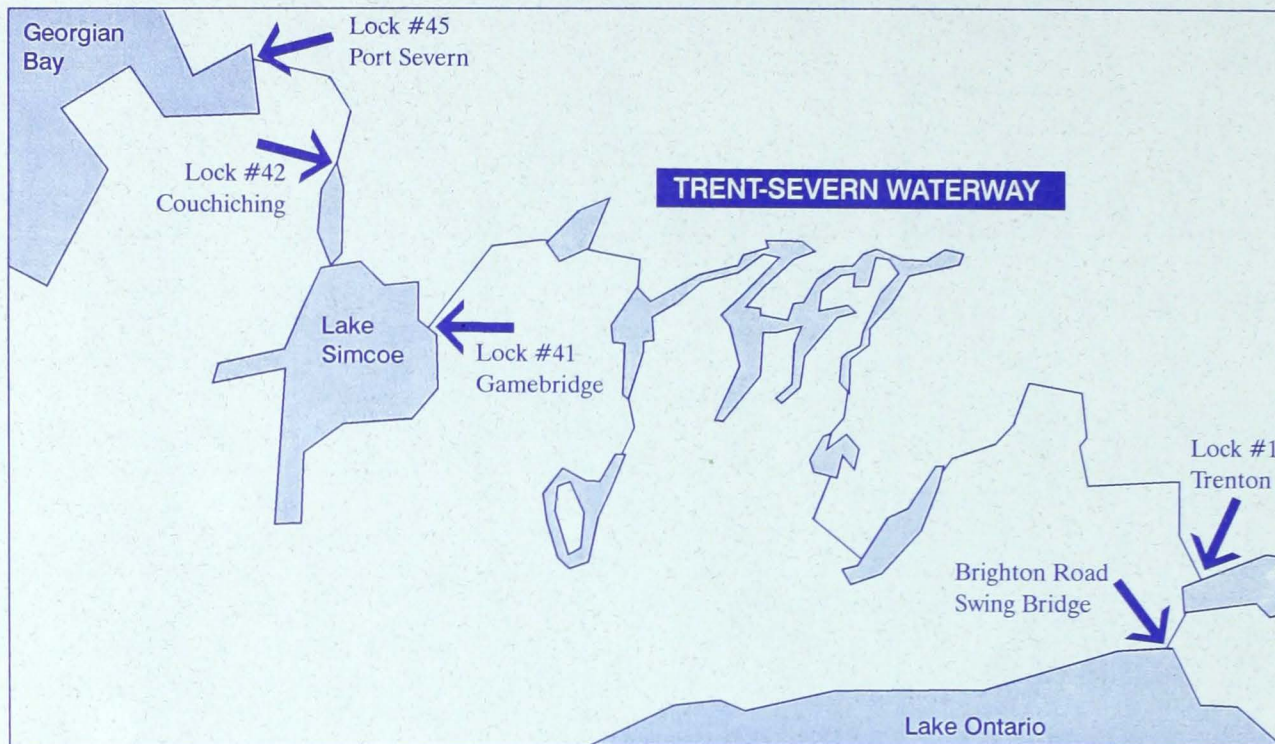 Georgian
Bay
Lock #45
Port Severn
Lock #42
Couchiching
TRENT-SEVERN WATERWAY
Lake
Simcoe
Lock #41
Gamebridge
Lock #1
Trenton
Brighton Road
Swing Bridge
Lake Ontario